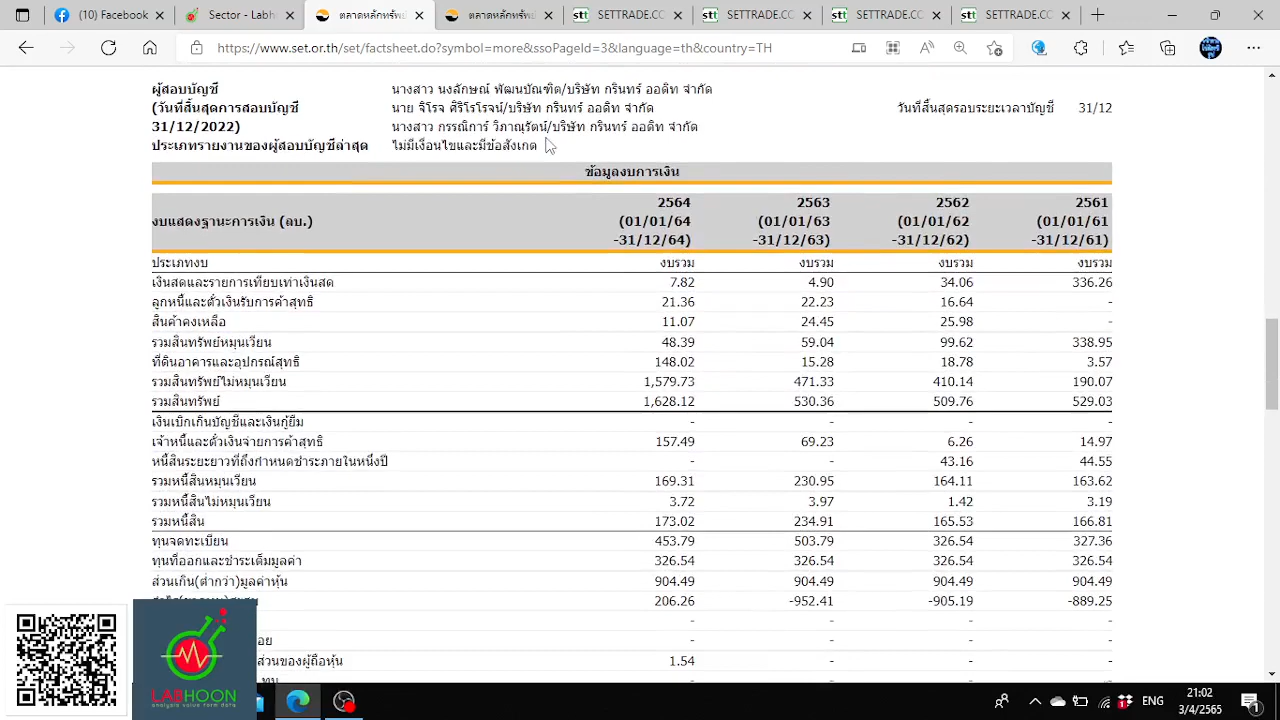 (20) Faceboo
มาตลาดหลัก
มาตลาดหลัก
SETTRADE.CC
SETTRADE.CC
SETTRADE.CC
SETTRADE.CC
https://www.set.or.th/set/factsheet.do?symbol=more&ssoPageId=3&language=th&country=TH
ผู้สอบบัญชี นางสาว นงลักษณ์ พัฒนบัณฑิต/บริษัท กรินทร์ ออดิท จำกัด
(วันที่สิ้นสุดการสอบบัญชี นาย จิโรจ ศิริโรโรจน์/บริษัท กรินทร์ ออดิท จำกัด วันที่สิ้นสุดรอบระยะเวลาบัญชี 31/12
31/12/2022) นางสาว กรรณิการ์ วิภาณุรัตน์/บริษัท กรินทร์ ออดิท จำกัด
ประเภทรายงานของผู้สอบบัญชีล่าสุด ไม่มีเงื่อนไขและมีข้อสังเกต
ข้อมูลงบการเงิน
2564 2563 2562 2561
งบแสดงฐานะการเงิน (ลบ.) (01/01/64 (01/01/63 (01/01/62 (01/01/61
-31/12/64) -31/12/63) -31/12/62) -31/12/61)
ประเภทงบ งบรวม งบรวม งบรวม งบรวม
เงินสดและรายการเทียบเท่าเงินสด 7.82 4.90 34.06 336.26
ลูกหนี้และตั๋วเงินรับการค้าสุทธิ 21.36 22.23 16.64 -
สินค้าคงเหลือ 11.07 24.45 25.98 -
รวมสินทรัพย์หมุนเวียน 48.39 59.04 99.62 338.95
ที่ดินอาคารและอุปกรณ์สุทธิ 148.02 15.28 18.78 3.57
รวมสินทรัพย์ไม่หมุนเวียน 1,579.73 471.33 410.14 190.07
รวมสินทรัพย์ 1,628.12 530.36 509.76 529.03
เงินเบิกเกินบัญชีและเงินกู้ยืม - - - -
เจ้าหนี้และตั๋วเงินจ่ายการค้าสุทธิ 157.49 69.23 6.26 14.97
หนี้สินระยะยาวที่ถึงกำหนดชำระภายในหนึ่งปี - - 43.16 44.55
รวมหนี้สินหมุนเวียน 169.31 230.95 164.11 163.62
รวมหนี้สินไม่หมุนเวียน 3.72 3.97 1.42 3.19
รวมหนี้สิน 173.02 234.91 165.53 166.81
ทุนจดทะเบียน 453.79 503.79 326.54 327.36
ทุนที่ออกและชำระเต็มมูลค่า 326.54 326.54 326.54 326.54
ส่วนเกิน(ต่ำกว่า)มูลค่าหุ้น 904.49 904.49 904.49 904.49
206.26 -952.41 -905.19 -889.25
- - - -
อย - - - -
ส่วนของผู้ถือหุ้น 1.54 - - -
LABHOON
analysis value form data
ENG
21:02
3/4/2565